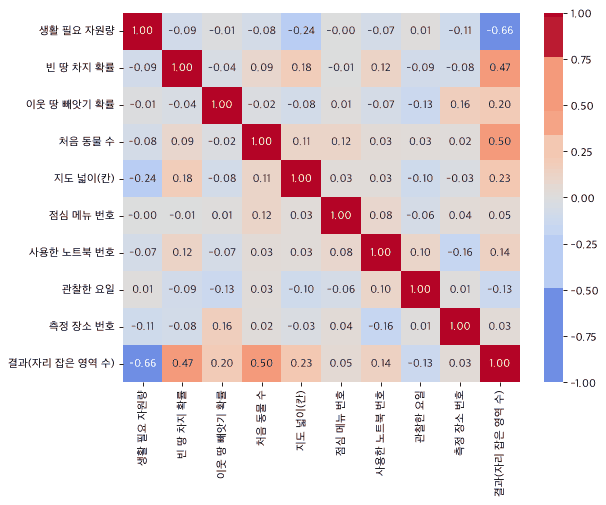 생활 필요 자원량 1.00 -0.09 -0.01 -0.08 -0.24 -0.00 -0.07 0.01 -0.11 -0.66
빈 땅 차지 확률 -0.09 1.00 -0.04 0.09 0.18 -0.01 0.12 -0.09 -0.08 0.47
이웃 땅 빼앗기 확률 -0.01 -0.04 1.00 -0.02 -0.08 0.01 -0.07 -0.13 0.16 0.20
처음 동물 수 -0.08 0.09 -0.02 1.00 0.11 0.12 0.03 0.03 0.02 0.50
지도 넓이(칸) -0.24 0.18 -0.08 0.11 1.00 0.03 0.03 -0.10 -0.03 0.23
점심 메뉴 번호 -0.00 -0.01 0.01 0.12 0.03 1.00 0.08 -0.06 0.04 0.05
사용한 노트북 번호 -0.07 0.12 -0.07 0.03 0.03 0.08 1.00 0.10 -0.16 0.14
관찰한 요일 0.01 -0.09 -0.13 0.03 -0.10 -0.06 0.10 1.00 0.01 -0.13
측정 장소 번호 -0.11 -0.08 0.16 0.02 -0.03 0.04 -0.16 0.01 1.00 0.03
결과(자리 잡은 영역 수) -0.66 0.47 0.20 0.50 0.23 0.05 0.14 -0.13 0.03 1.00
생활 필요 자원량
빈 땅 차지 확률
이웃 땅 빼앗기 확률
처음 동물 수
지도 넓이(칸)
점심 메뉴 번호
사용한 노트북 번호
관찰한 요일
측정 장소 번호
결과(자리 잡은 영역 수)
1.00
0.75
0.50
0.25
0.00
-0.25
-0.50
-0.75
-1.00